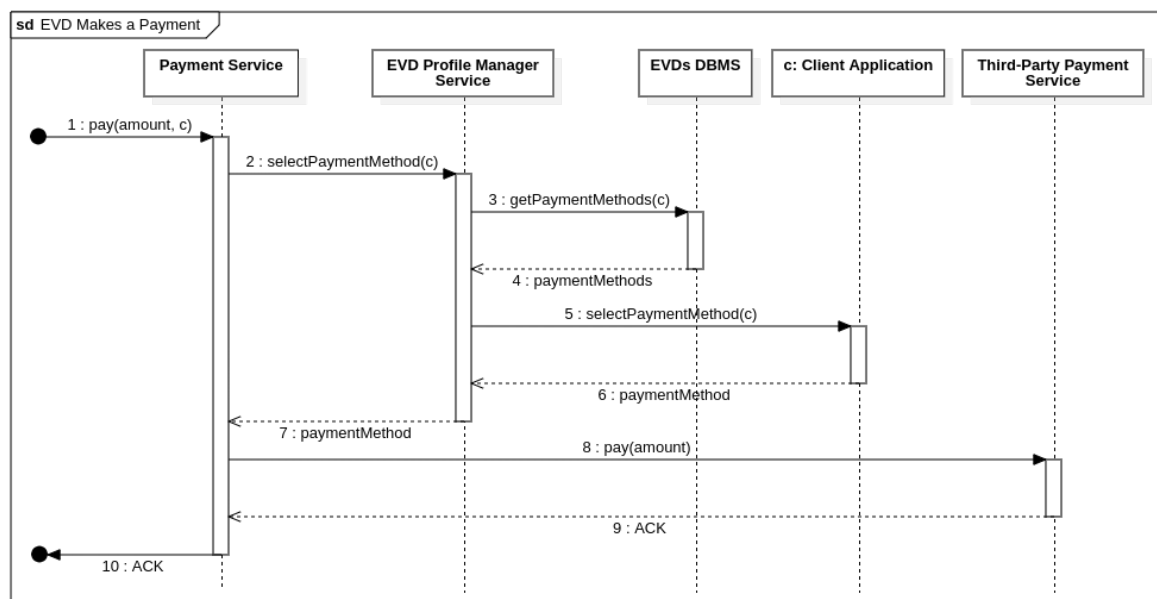 sd EVD Makes a Payment
Payment Service
EVD Profile Manager
Service
EVDs DBMS
c: Client Application
Third-Party Payment
Service
1 : pay(amount, c)
2 : selectPaymentMethod(c)
3 : getPaymentMethods(c)
4 : paymentMethods
5 : selectPaymentMethod(c)
6 : paymentMethod
7 : paymentMethod
8 : pay(amount)
9 : ACK
10 : ACK